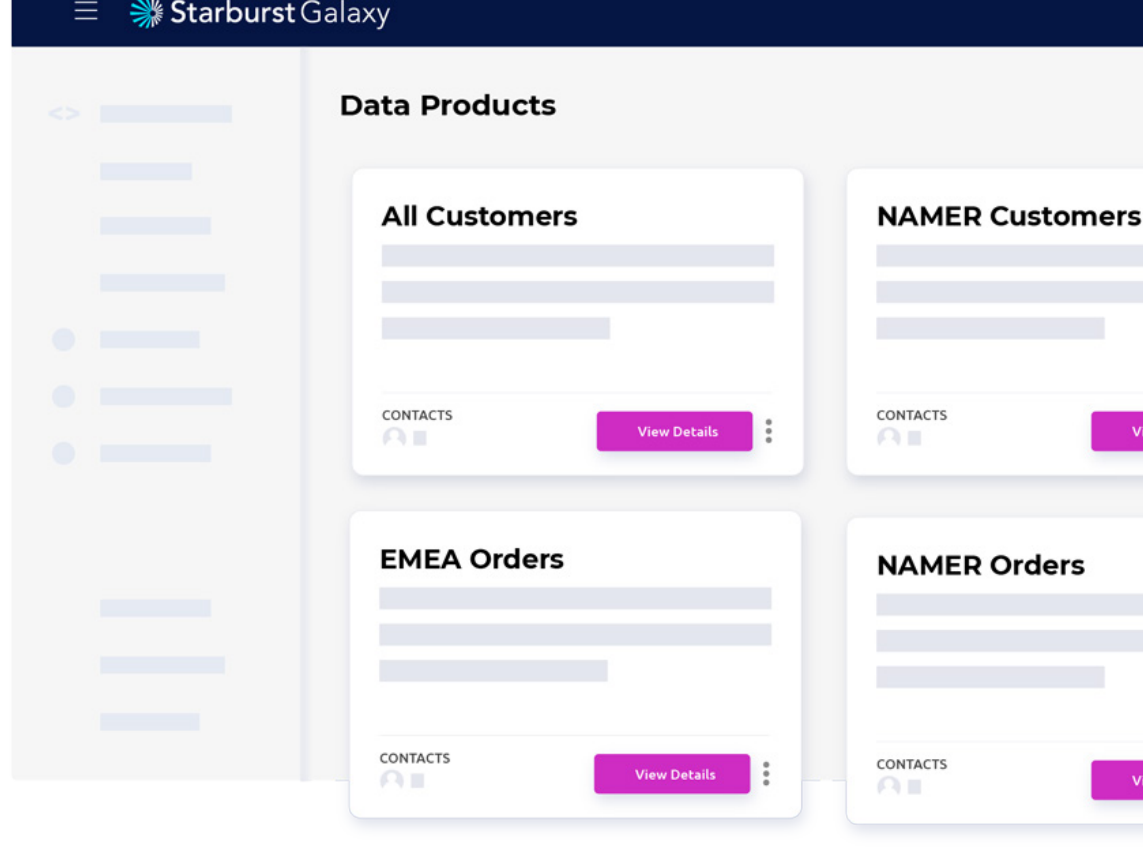 Starburst Galaxy
Data Products
All Customers
CONTACTS
View Details
NAMER Customers
CONTACTS
EMEA Orders
CONTACTS
View Details
NAMER Orders
CONTACTS